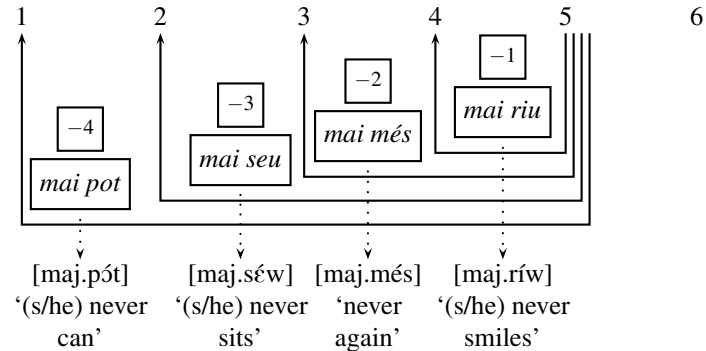 1 2 3 4 5 6
−1
−2
−3
−4
mai riu
mai més
mai seu
mai pot
[maj.pɔ́t] [maj.sɛ́w] [maj.més] [maj.ríw]
‘(s/he) never ‘(s/he) never ‘never ‘(s/he) never
can’ sits’ again’ smiles’